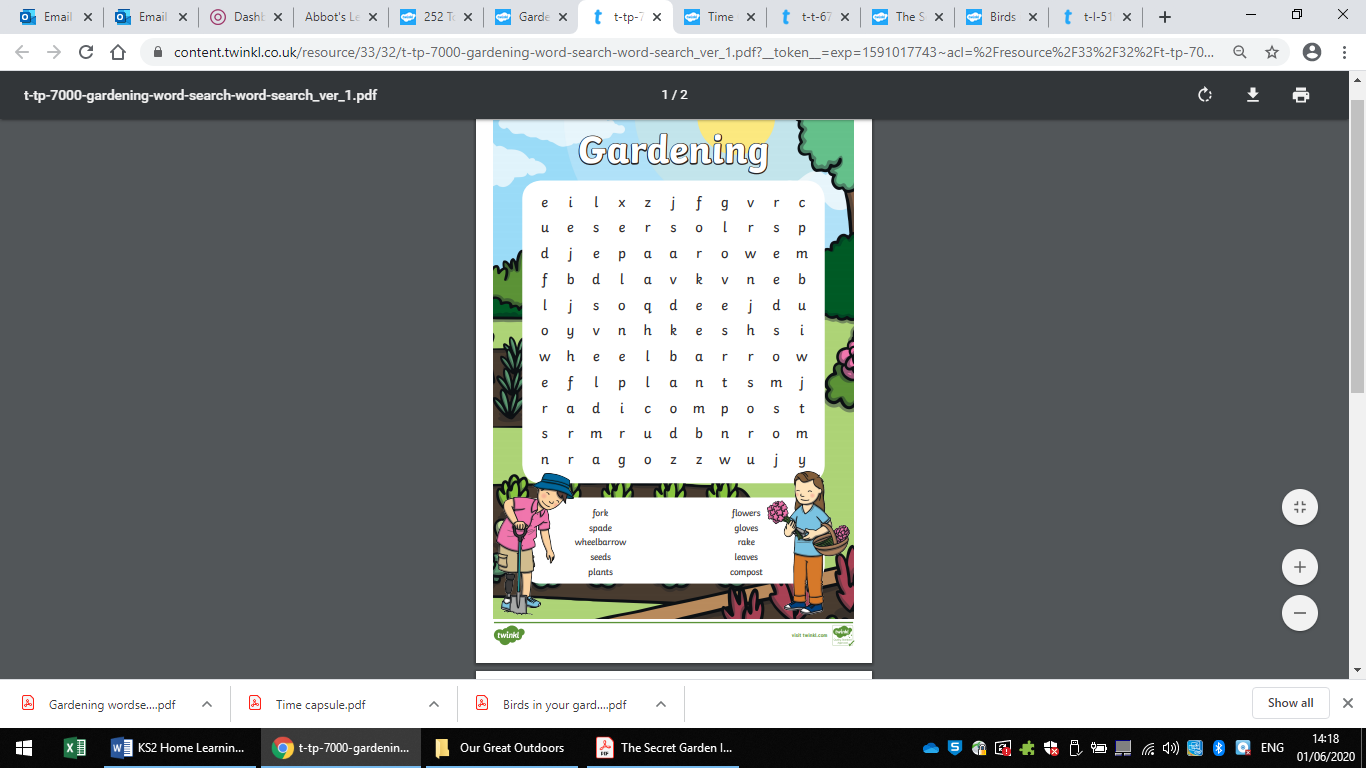 Email
Email
Dashb
Abbot's Le
252 To
Garde
t-tp-7
Time
t-t-67
The S
Birds
t-l-51
content.twinkl.co.uk/resource/33/32/t-tp-7000-gardening-word-search-word-search_ver_1.pdf?__token__=exp=1591017743~acl=%2Fresource%2F33%2F32%2Ft-tp-70...
t-tp-7000-gardening-word-search-word-search_ver_1.pdf
1 / 2
Gardening
e i l x z j f g v r c
u e s e r s o l r s p
d j e p a a r o w e m
f b d l a v k v n e b
l j s o q d e e j d u
o y v n h k e s h s i
w h e e l b a r r o w
e f l p l a n t s m j
r a d i c o m p o s t
s r m r u d b n r o m
n r a g o z z w u j y
fork flowers
spade gloves
wheelbarrow rake
seeds leaves
plants compost
twinkl visit twinkl.com twinkl
Gardening wordse....pdf
Time capsule.pdf
Birds in your gard....pdf
Show all
KS2 Home Learnin...
t-tp-7000-gardenin...
Our Great Outdoors
The Secret Garden I...
ENG
14:18
01/06/2020